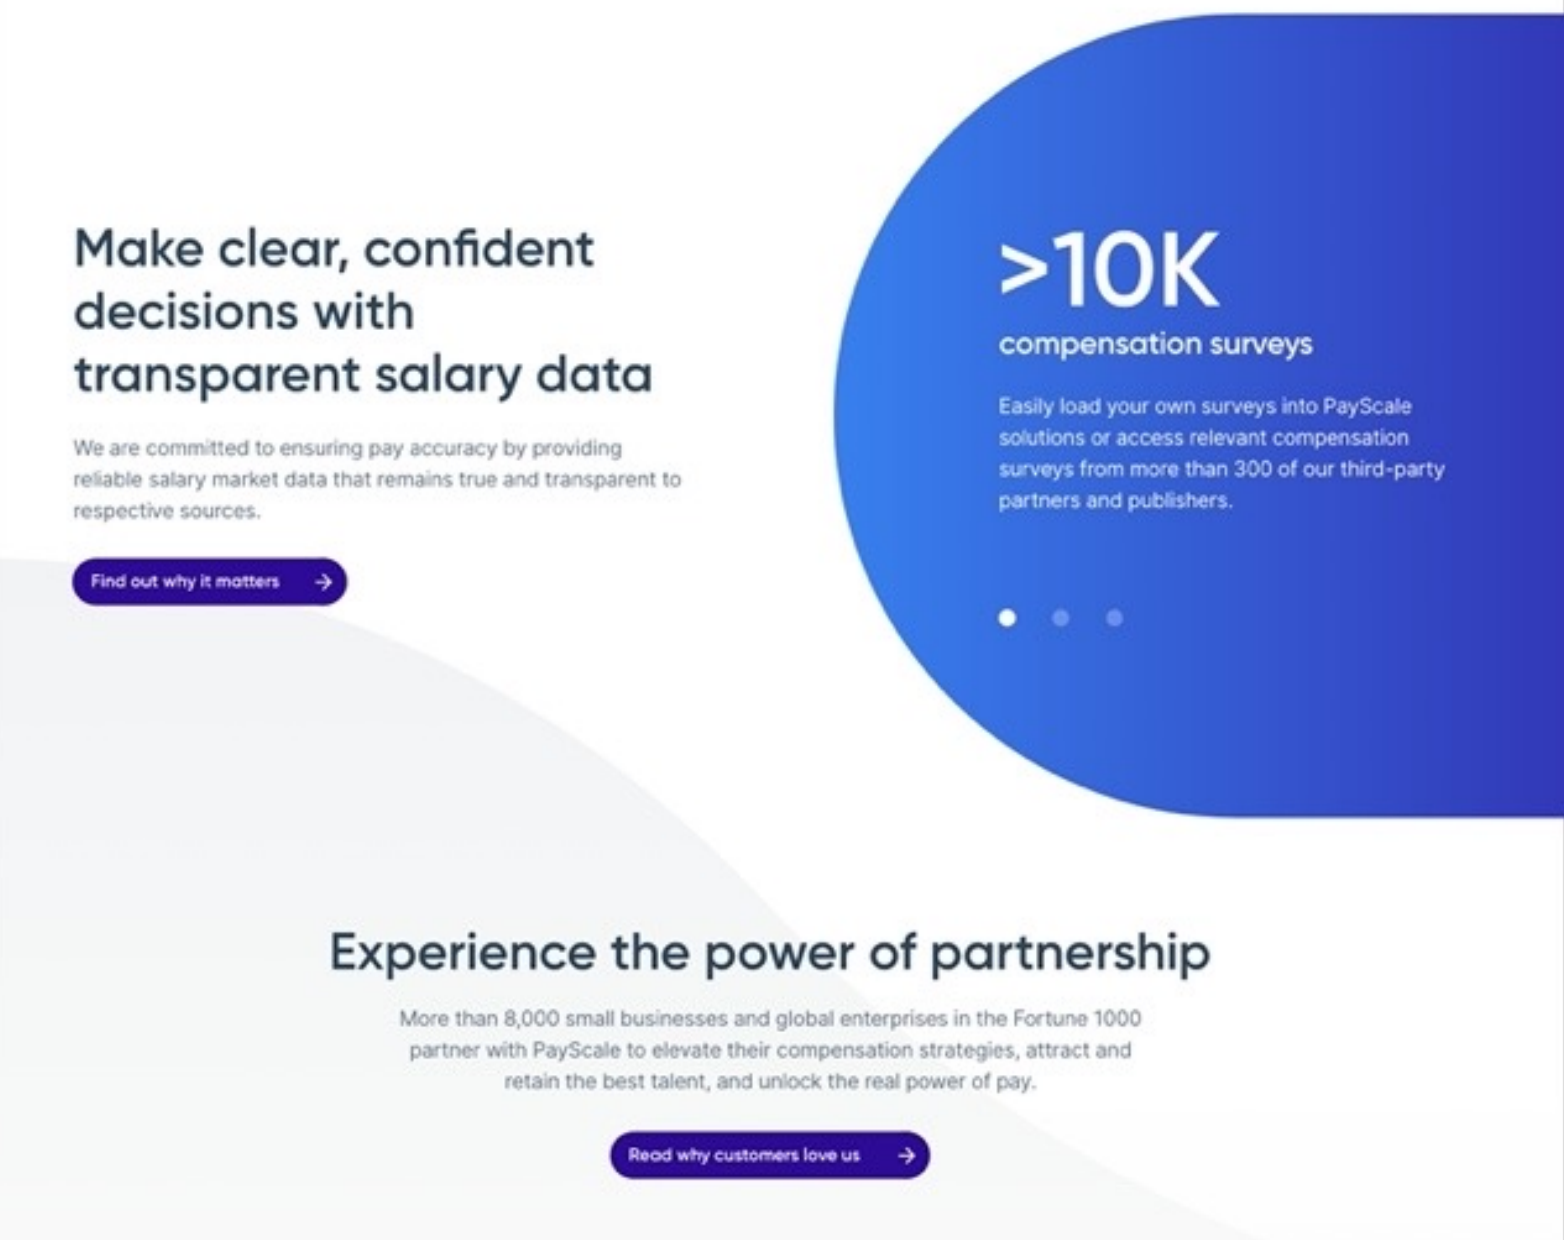 Make clear, confident
decisions with
transparent salary data
We are committed to ensuring pay accuracy by providing
reliable salary market data that remains true and transparent to
respective sources.
Find out why it matters →
>10K
compensation surveys
Easily load your own surveys into PayScale
solutions or access relevant compensation
surveys from more than 300 of our third-party
partners and publishers.
Experience the power of partnership
More than 8,000 small businesses and global enterprises in the Fortune 1000
partner with PayScale to elevate their compensation strategies, attract and
retain the best talent, and unlock the real power of pay.
Read why customers love us →